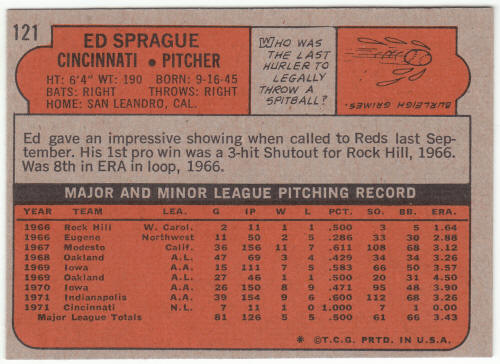 121
ED SPRAGUE
CINCINNATI • PITCHER
HT: 6'4" WT: 190 BORN: 9-16-45
BATS: RIGHT THROWS: RIGHT
HOME: SAN LEANDRO, CAL.
WHO WAS
THE LAST
HURLER TO
LEGALLY
THROW A
SPITBALL?
BURLEIGH GRIMES
Ed gave an impressive showing when called to Reds last Sep-
tember. His 1st pro win was a 3-hit Shutout for Rock Hill, 1966.
Was 8th in ERA in loop, 1966.
MAJOR AND MINOR LEAGUE PITCHING RECORD
YEAR TEAM LEA. G IP W L PCT. SO. BB. ERA.
1966 Rock Hill W. Carol. 2 11 1 1 .500 3 5 1.64
1966 Eugene Northwest 11 50 2 5 .286 33 30 2.88
1967 Modesto Calif. 36 156 11 7 .611 108 68 3.12
1968 Oakland A.L. 47 69 3 4 .429 34 34 3.26
1969 Iowa A.A. 15 111 7 5 .583 66 50 3.57
1969 Oakland A.L. 27 46 1 1 .500 20 31 4.50
1970 Iowa A.A. 26 150 8 9 .471 95 48 3.90
1971 Indianapolis A.A. 39 154 9 6 .600 112 68 3.26
1971 Cincinnati N.L. 7 11 1 0 1.000 7 1 0.00
Major League Totals 81 126 5 5 .500 61 66 3.43
* © T.C.G. PRTD. IN U.S.A.